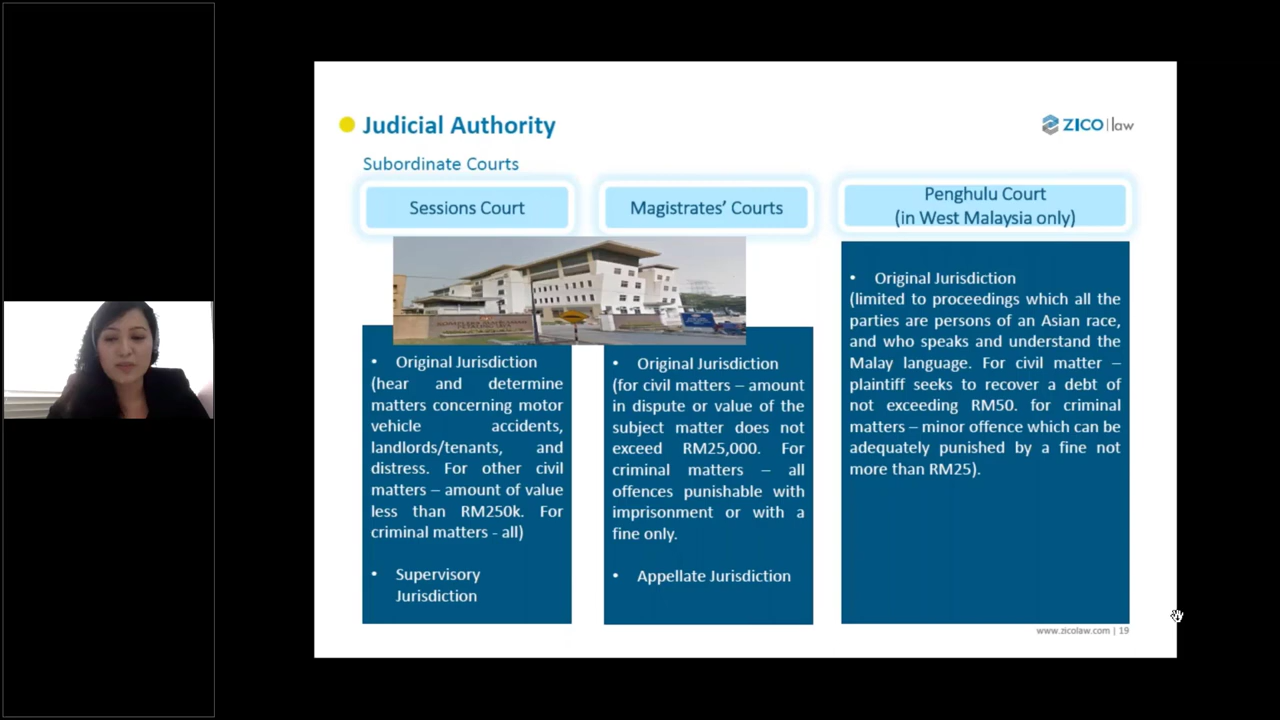 Judicial Authority
ZICO law
Subordinate Courts
Sessions Court
Magistrates' Courts
Penghulu Court
(in West Malaysia only)
• Original Jurisdiction
(hear and determine
matters concerning motor
vehicle accidents,
landlords/tenants, and
distress. For other civil
matters – amount of value
less than RM250k. For
criminal matters - all)
• Supervisory
Jurisdiction
• Original Jurisdiction
(for civil matters – amount
in dispute or value of the
subject matter does not
exceed RM25,000. For
criminal matters – all
offences punishable with
imprisonment or with a
fine only.
• Appellate Jurisdiction
• Original Jurisdiction
(limited to proceedings which all the
parties are persons of an Asian race,
and who speaks and understand the
Malay language. For civil matter –
plaintiff seeks to recover a debt of
not exceeding RM50. for criminal
matters – minor offence which can be
adequately punished by a fine not
more than RM25).
www.zicolaw.com | 19